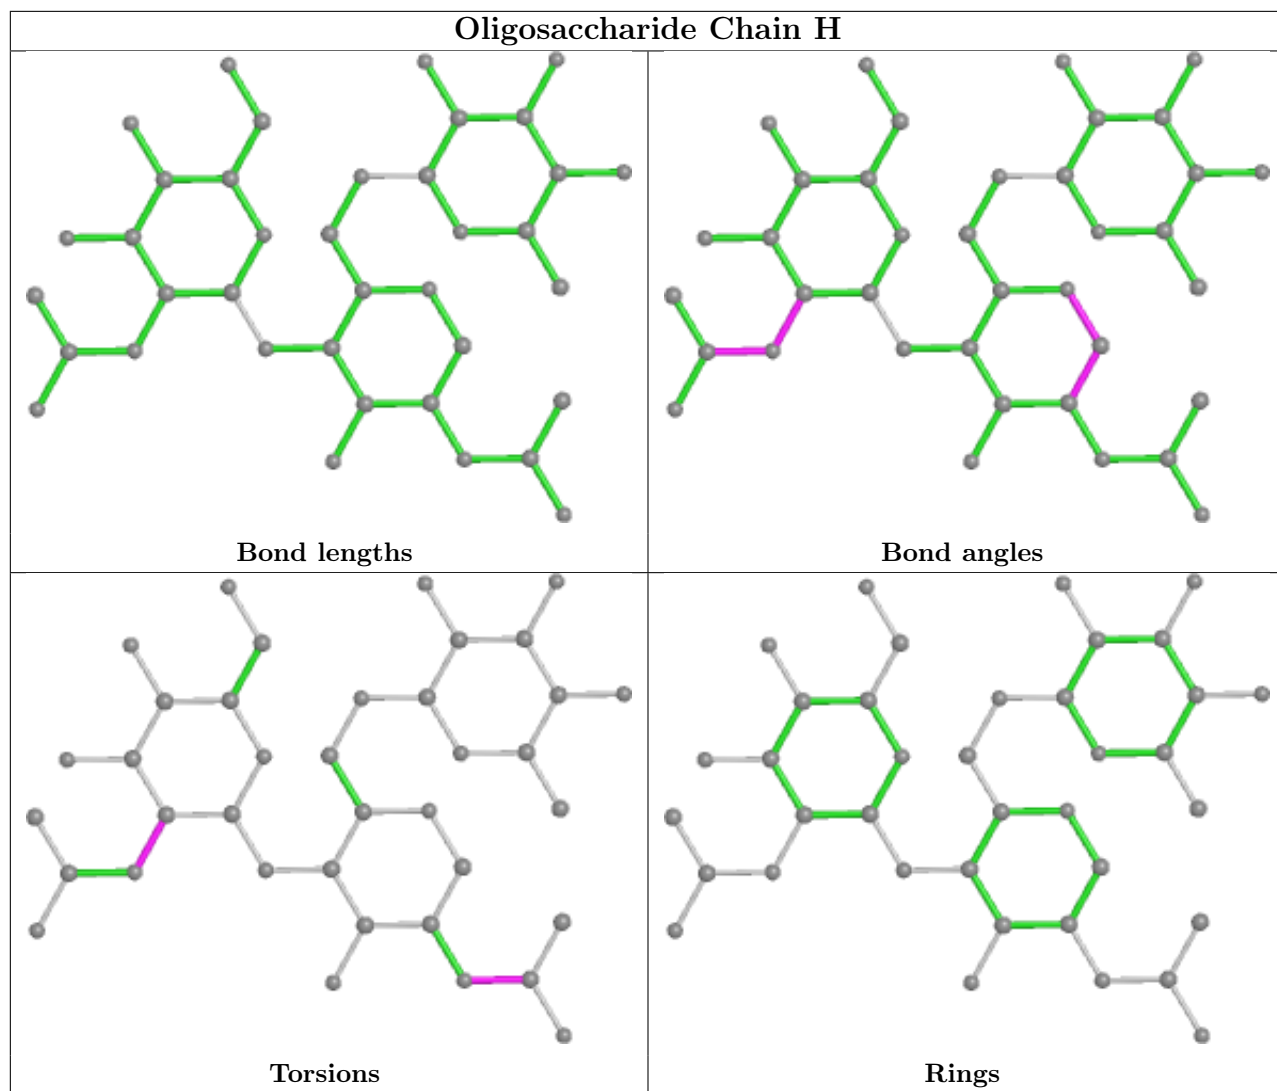 Oligosaccharide Chain H
Bond lengths
Bond angles
Torsions
Rings